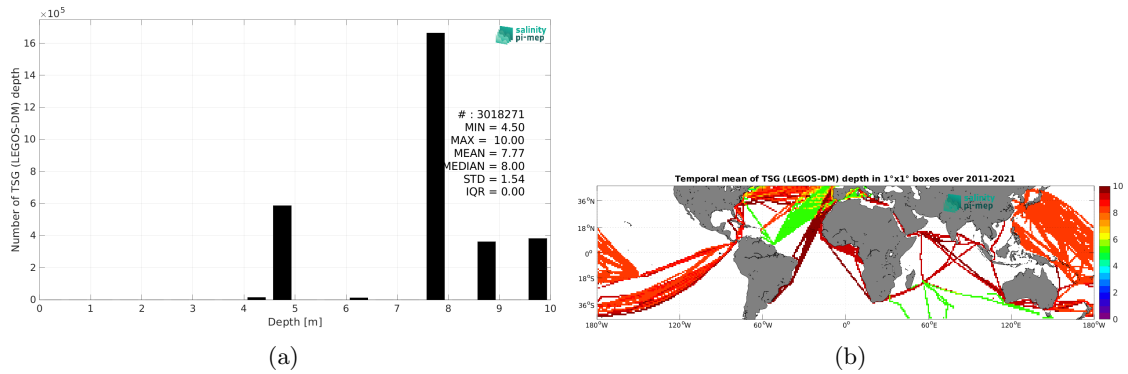 ×10^5
16
14
12
10
8
6
4
2
0
Number of TSG (LEGOS-DM) depth
salinity
pi-mep
# : 3018271
MIN = 4.50
MAX = 10.00
MEAN = 7.77
MEDIAN = 8.00
STD = 1.54
IQR = 0.00
0 1 2 3 4 5 6 7 8 9 10
Depth [m]
(a)
Temporal mean of TSG (LEGOS-DM) depth in 1°x1° boxes over 2011-2021
36°N
18°N
0°
18°S
36°S
180°W 120°W 60°W 0° 60°E 120°E 180°W
salinity
pi-mep
10
8
6
4
2
0
(b)